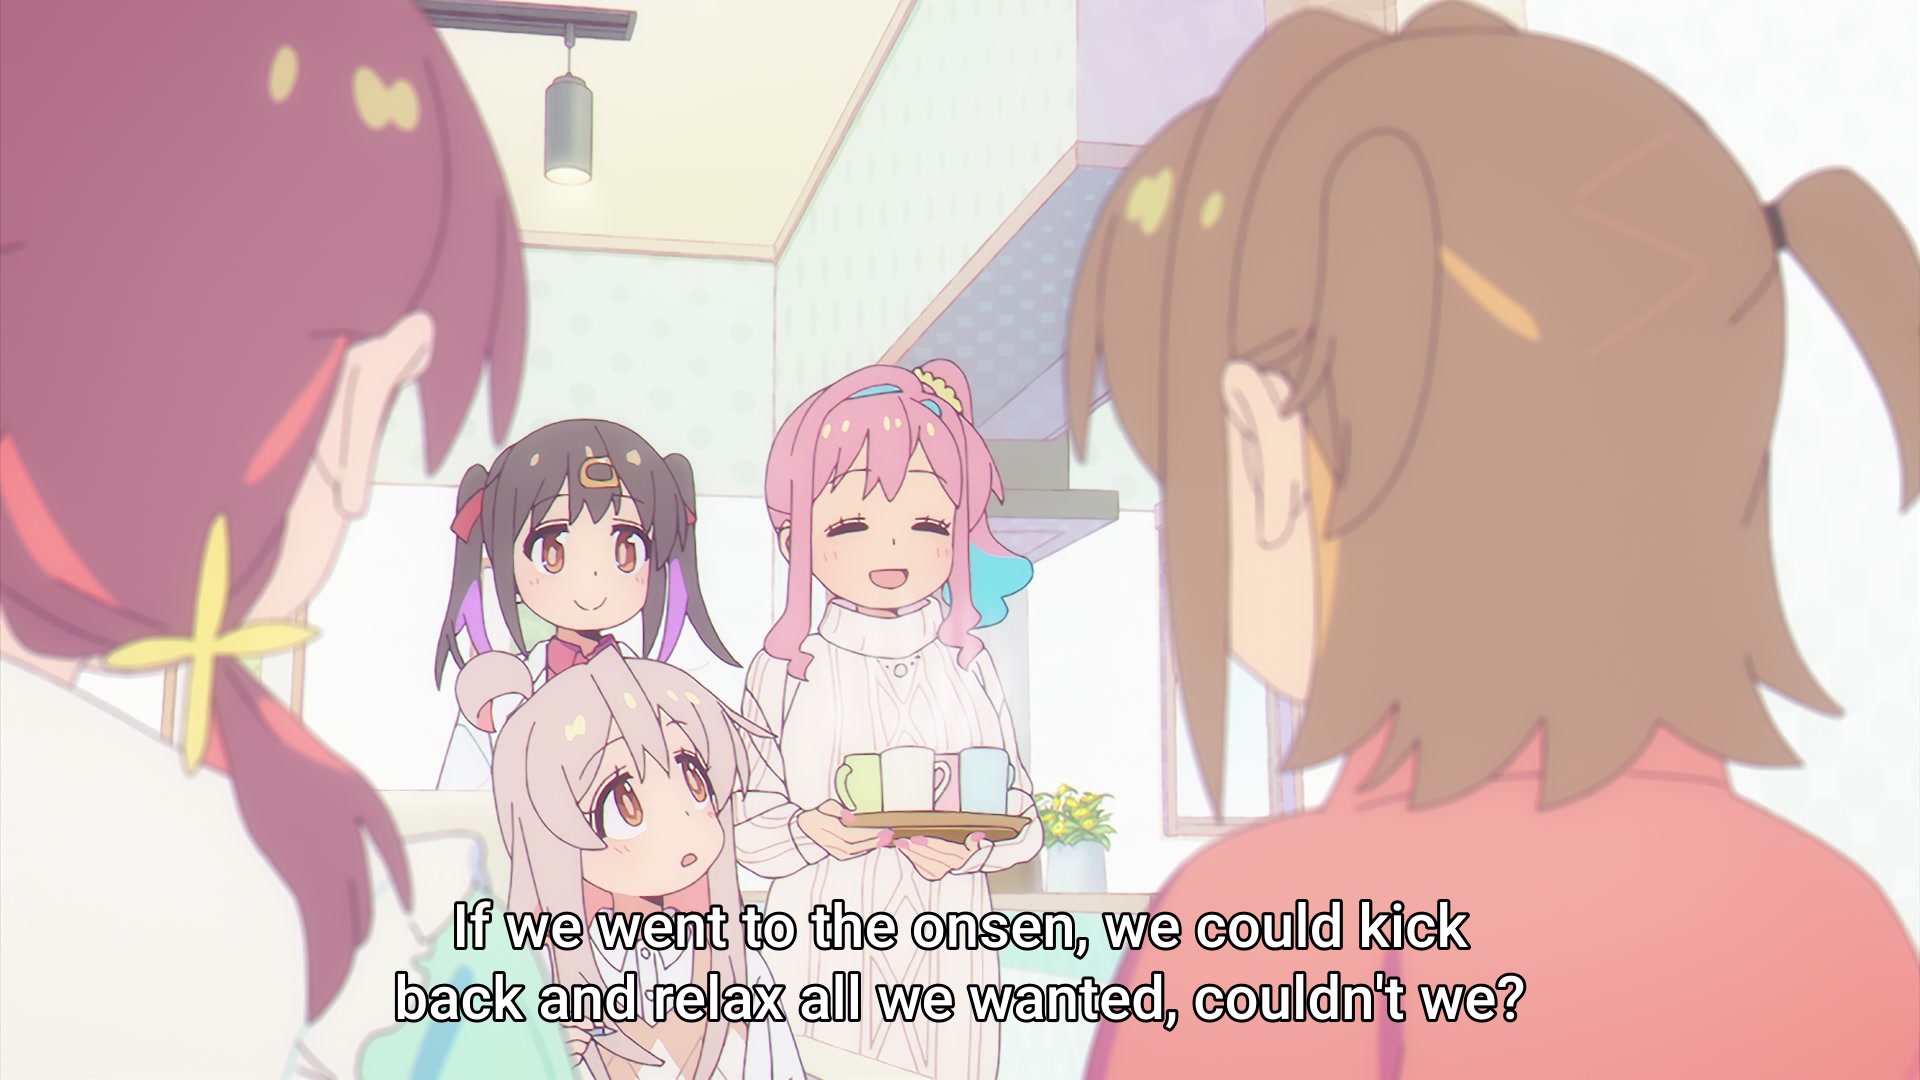 If we went to the onsen, we could kick
back and relax all we wanted, couldn't we?